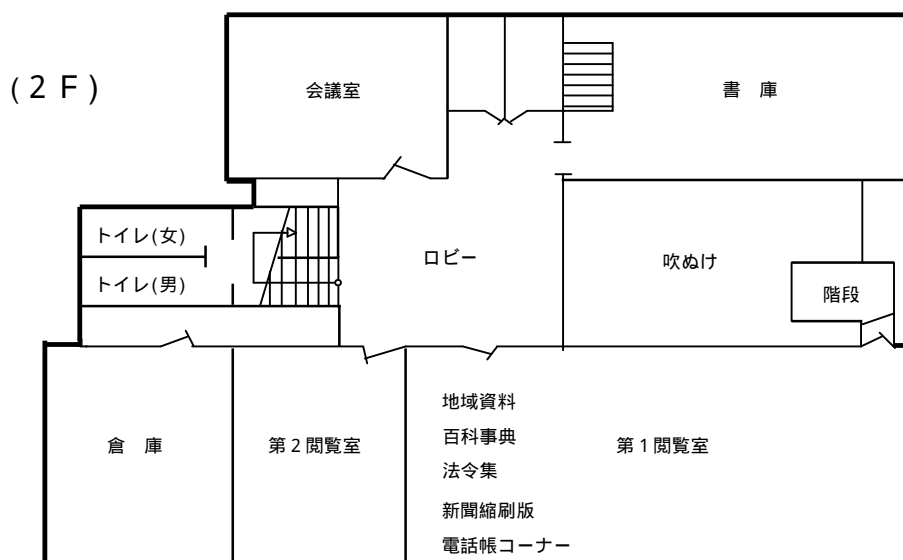 (２Ｆ)
会議室
書　庫
トイレ(女)
ロビー
吹ぬけ
トイレ(男)
階段
地域資料
百科事典
倉　庫
第２閲覧室
第１閲覧室
法令集
新聞縮刷版
電話帳コーナー